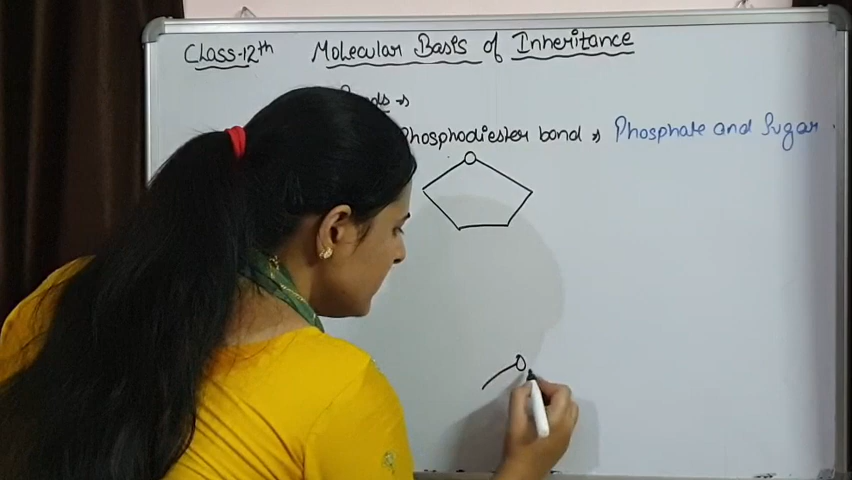 Class-12th Molecular Basis of Inheritance
Phosphodiester bond → Phosphate and Sugar.
O
O